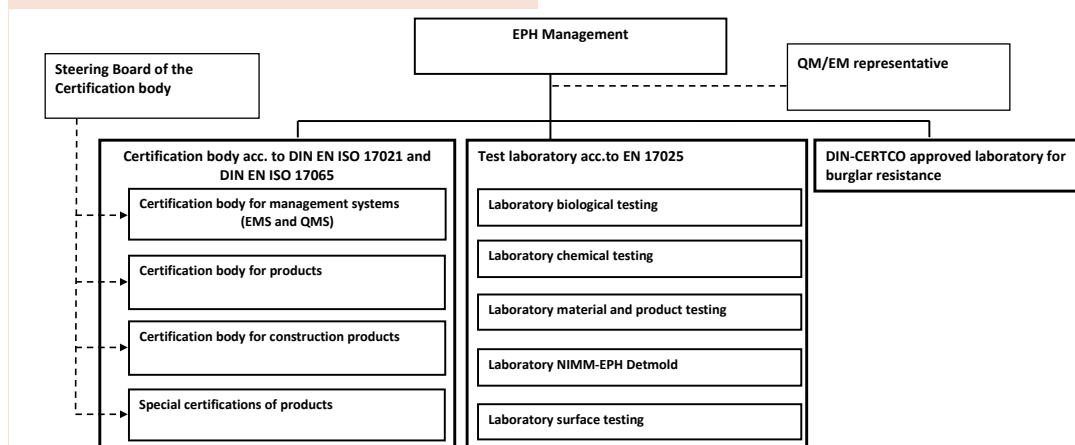 EPH Management
Steering Board of the
Certification body
QM/EM representative
Certification body acc. to DIN EN ISO 17021 and
DIN EN ISO 17065
Certification body for management systems
(EMS and QMS)
Certification body for products
Certification body for construction products
Special certifications of products
Test laboratory acc.to EN 17025
Laboratory biological testing
Laboratory chemical testing
Laboratory material and product testing
Laboratory NIMM-EPH Detmold
Laboratory surface testing
DIN-CERTCO approved laboratory for
burglar resistance